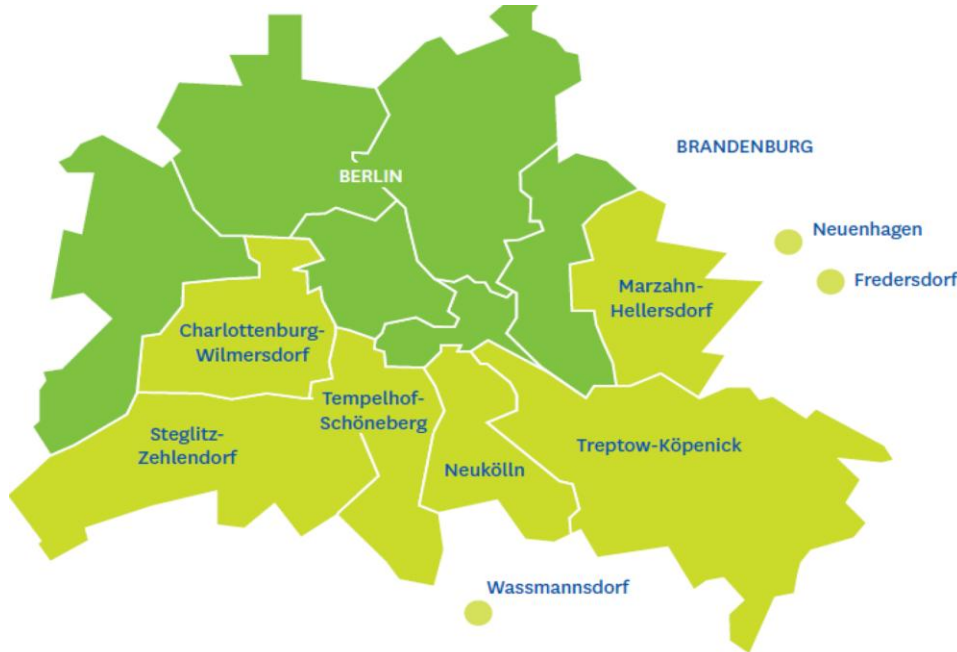 BRANDENBURG
BERLIN
Neuenhagen
Fredersdorf
Marzahn-
Hellersdorf
Charlottenburg-
Wilmersdorf
Tempelhof-
Schöneberg
Steglitz-
Zehlendorf
Neukölln
Treptow-Köpenick
Wassmannsdorf